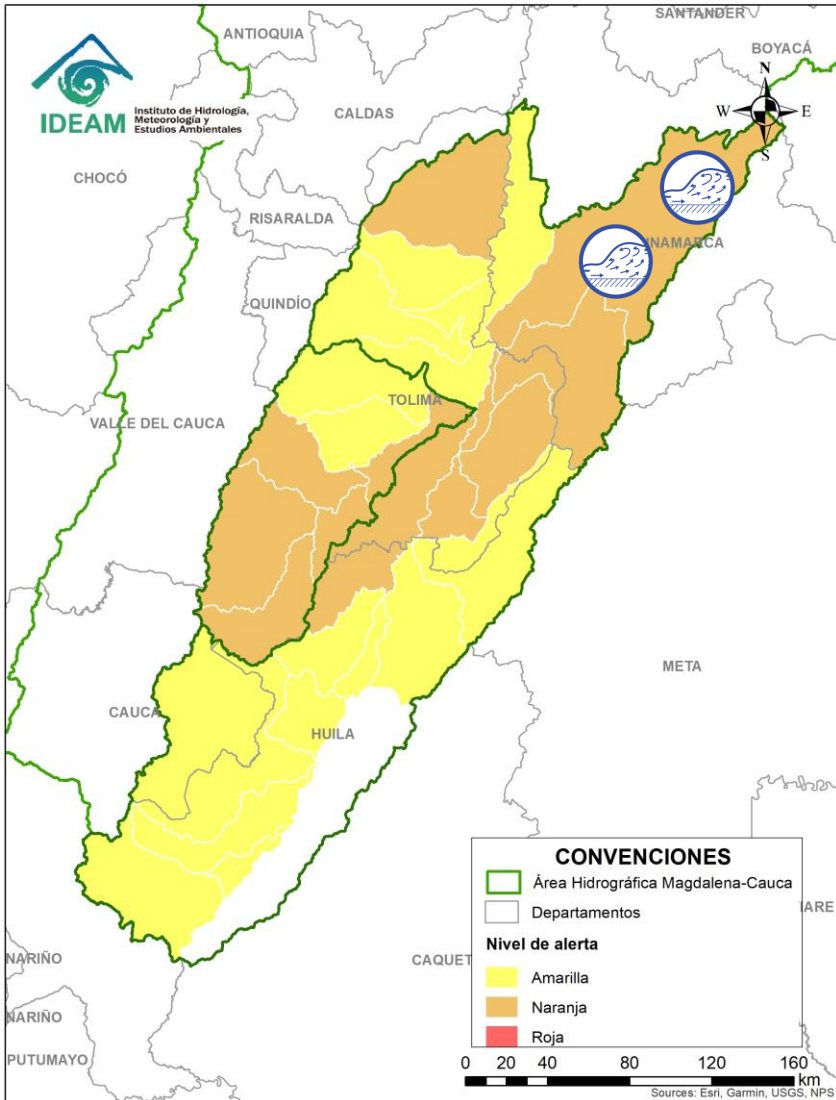 SANTANDER
ANTIOQUIA
BOYACÁ
N
W
E
S
IDEAM
Instituto de Hidrología,
Meteorología y
Estudios Ambientales
CALDAS
CHOCÓ
RISARALDA
INAMARCA
QUINDÍO
TOLIMA
VALLE DEL CAUCA
META
CAUCA
HUILA
CONVENCIONES
Área Hidrográfica Magdalena-Cauca
Departamentos
Nivel de alerta
Amarilla
Naranja
Roja
IARE
NARIÑO
CAQUET
NARIÑO
PUTUMAYO
0 20 40 80 120 160
km
Sources: Esri, Garmin, USGS, NPS